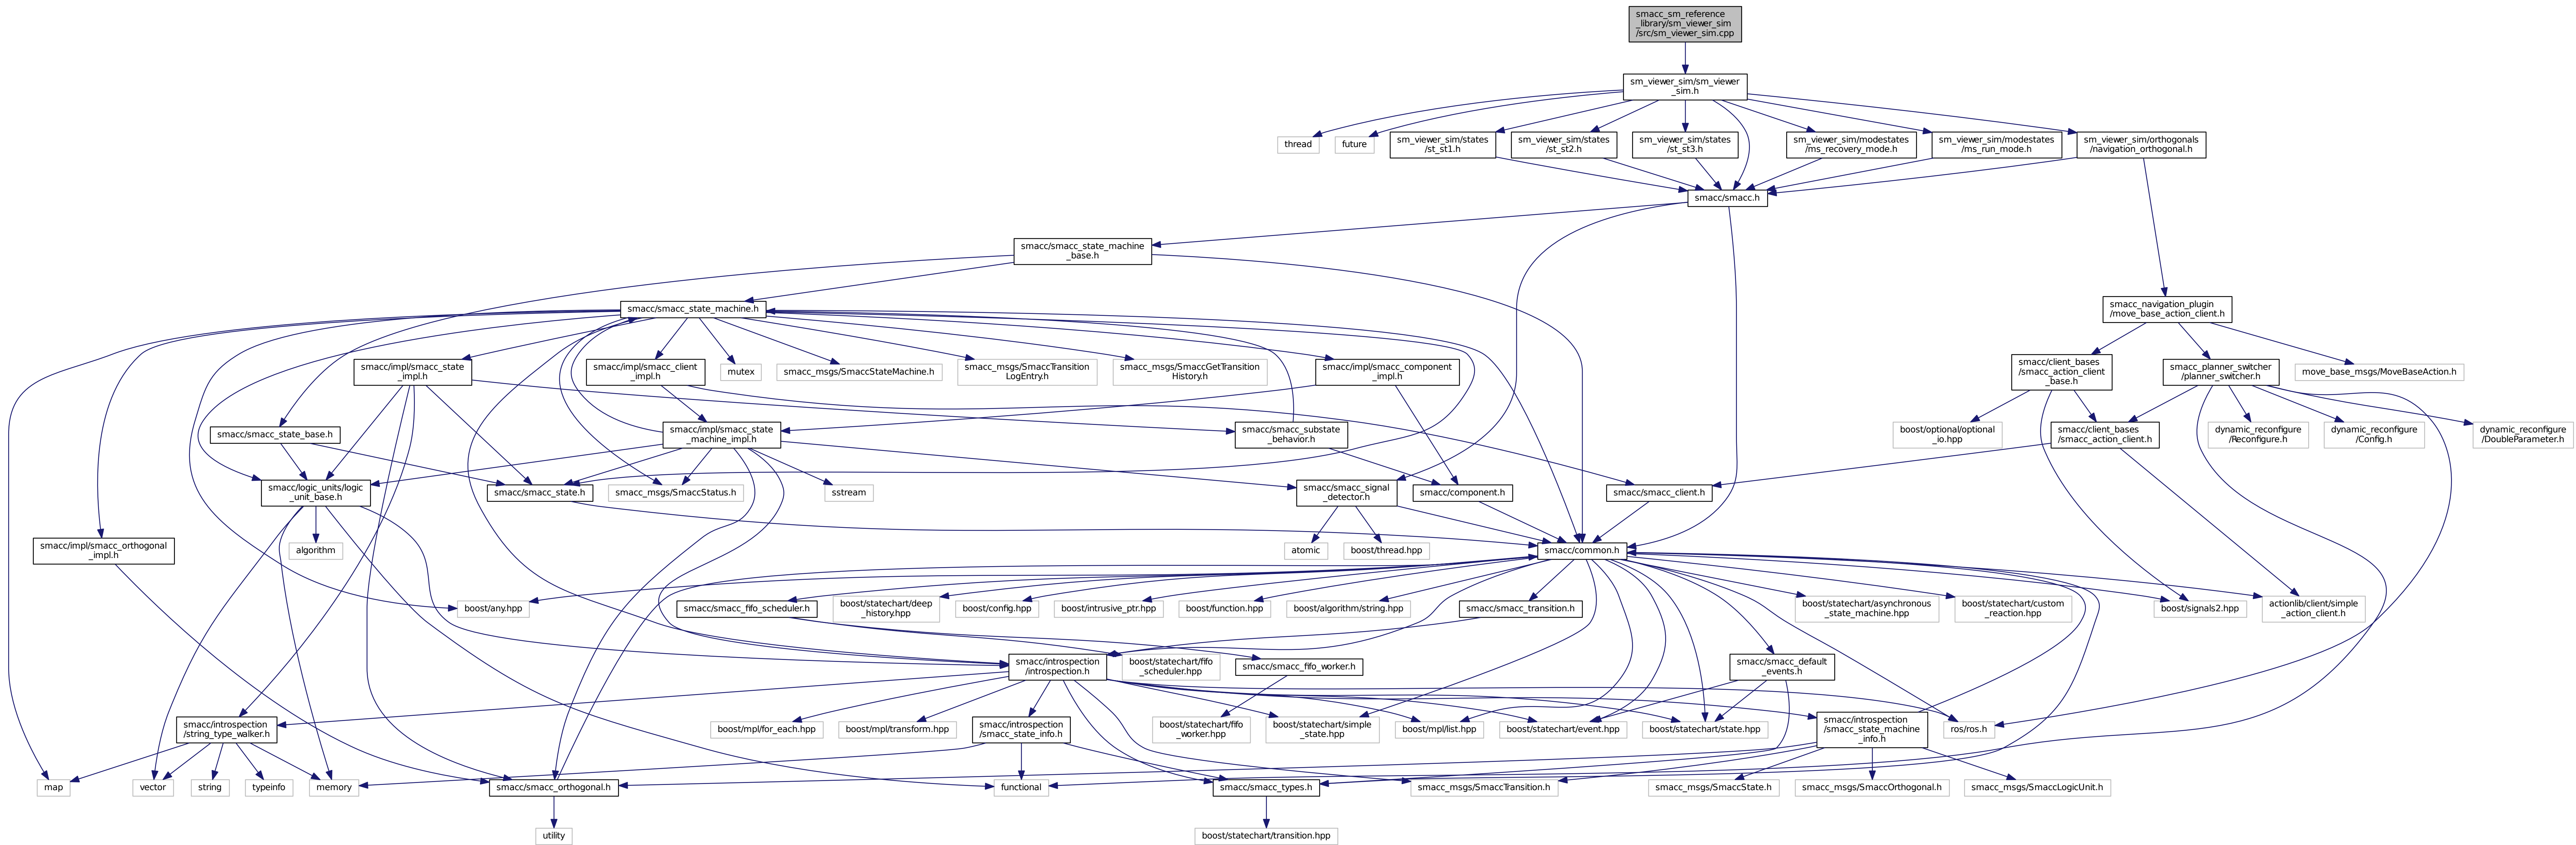 smacc_sm_reference
_library/sm_viewer_sim
/src/sm_viewer_sim.cpp
sm_viewer_sim/sm_viewer
_sim.h
thread
future
sm_viewer_sim/states
/st_st1.h
sm_viewer_sim/states
/st_st2.h
sm_viewer_sim/states
/st_st3.h
sm_viewer_sim/modestates
/ms_recovery_mode.h
sm_viewer_sim/modestates
/ms_run_mode.h
sm_viewer_sim/orthogonals
/navigation_orthogonal.h
smacc/smacc.h
smacc/smacc_state_machine
_base.h
smacc/smacc_state_machine.h
smacc_navigation_plugin
/move_base_action_client.h
smacc/impl/smacc_state
_impl.h
smacc/impl/smacc_client
_impl.h
mutex
smacc_msgs/SmaccStateMachine.h
smacc_msgs/SmaccTransition
LogEntry.h
smacc_msgs/SmaccGetTransition
History.h
smacc/impl/smacc_component
_impl.h
smacc/client_bases
/smacc_action_client
_base.h
smacc_planner_switcher
/planner_switcher.h
move_base_msgs/MoveBaseAction.h
smacc/smacc_state_base.h
smacc/impl/smacc_state
_machine_impl.h
smacc/smacc_substate
_behavior.h
boost/optional/optional
_io.hpp
smacc/client_bases
/smacc_action_client.h
dynamic_reconfigure
/Reconfigure.h
dynamic_reconfigure
/Config.h
dynamic_reconfigure
/DoubleParameter.h
smacc/logic_units/logic
_unit_base.h
smacc/smacc_state.h
smacc_msgs/SmaccStatus.h
sstream
smacc/smacc_signal
_detector.h
smacc/component.h
smacc/smacc_client.h
smacc/impl/smacc_orthogonal
_impl.h
algorithm
atomic
boost/thread.hpp
smacc/common.h
boost/any.hpp
smacc/smacc_fifo_scheduler.h
boost/statechart/deep
_history.hpp
boost/config.hpp
boost/intrusive_ptr.hpp
boost/function.hpp
boost/algorithm/string.hpp
smacc/smacc_transition.h
boost/statechart/asynchronous
_state_machine.hpp
boost/statechart/custom
_reaction.hpp
boost/signals2.hpp
actionlib/client/simple
_action_client.h
smacc/introspection
/introspection.h
boost/statechart/fifo
_scheduler.hpp
smacc/smacc_fifo_worker.h
smacc/smacc_default
_events.h
smacc/introspection
/string_type_walker.h
boost/mpl/for_each.hpp
boost/mpl/transform.hpp
smacc/introspection
/smacc_state_info.h
boost/statechart/fifo
_worker.hpp
boost/statechart/simple
_state.hpp
boost/mpl/list.hpp
boost/statechart/event.hpp
boost/statechart/state.hpp
smacc/introspection
/smacc_state_machine
_info.h
ros/ros.h
map
vector
string
typeinfo
memory
smacc/smacc_orthogonal.h
functional
smacc/smacc_types.h
smacc_msgs/SmaccTransition.h
smacc_msgs/SmaccState.h
smacc_msgs/SmaccOrthogonal.h
smacc_msgs/SmaccLogicUnit.h
utility
boost/statechart/transition.hpp